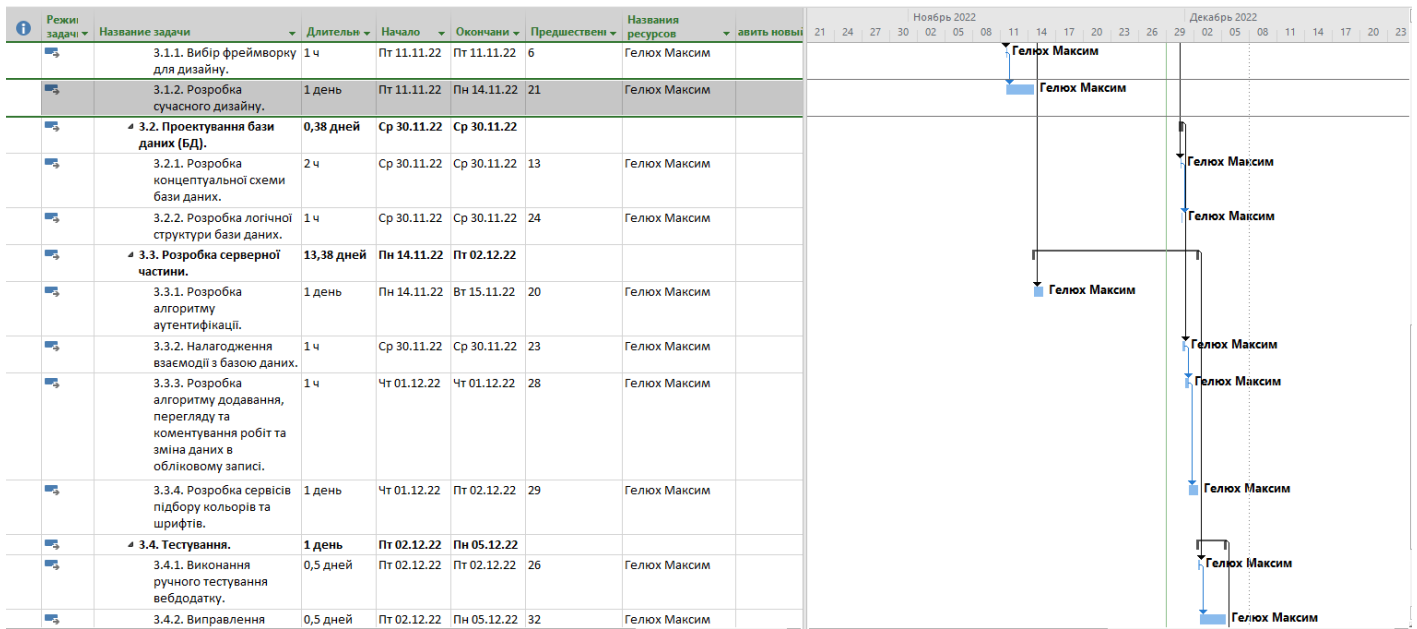 Режи
задач
Название задачи
Длительн
Начало
Окончани
Предшествен
Названия
ресурсов
авить новый
Ноябрь 2022
Декабрь 2022
21 24 27 30 02 05 08 11 14 17 20 23 26 29 02 05 08 11 14 17 20 23
3.1.1. Вибір фреймворку 1 ч Пт 11.11.22 Пт 11.11.22 6 Гелюх Максим Гелюх Максим
для дизайну.
3.1.2. Розробка 1 день Пт 11.11.22 Пн 14.11.22 21 Гелюх Максим Гелюх Максим
сучасного дизайну.
3.2. Проектування бази 0,38 дней Ср 30.11.22 Ср 30.11.22
даних (БД).
3.2.1. Розробка 2 ч Ср 30.11.22 Ср 30.11.22 13 Гелюх Максим Гелюх Максим
концептуальної схеми
бази даних.
3.2.2. Розробка логічної 1 ч Ср 30.11.22 Ср 30.11.22 24 Гелюх Максим Гелюх Максим
структури бази даних.
3.3. Розробка серверної 13,38 дней Пн 14.11.22 Пт 02.12.22
частини.
3.3.1. Розробка 1 день Пн 14.11.22 Вт 15.11.22 20 Гелюх Максим Гелюх Максим
алгоритму
аутентифікації.
3.3.2. Налагодження 1 ч Ср 30.11.22 Ср 30.11.22 23 Гелюх Максим Гелюх Максим
взаємодії з базою даних.
3.3.3. Розробка 1 ч Чт 01.12.22 Чт 01.12.22 28 Гелюх Максим Гелюх Максим
алгоритму додавання,
перегляду та
коментування робіт та
зміна даних в
обліковому записі.
3.3.4. Розробка сервісів 1 день Чт 01.12.22 Пт 02.12.22 29 Гелюх Максим Гелюх Максим
підбору кольорів та
шрифтів.
3.4. Тестування. 1 день Пт 02.12.22 Пн 05.12.22
3.4.1. Виконання 0,5 дней Пт 02.12.22 Пт 02.12.22 26 Гелюх Максим Гелюх Максим
ручного тестування
вебдодатку.
3.4.2. Виправлення 0,5 дней Пт 02.12.22 Пн 05.12.22 32 Гелюх Максим Гелюх Максим